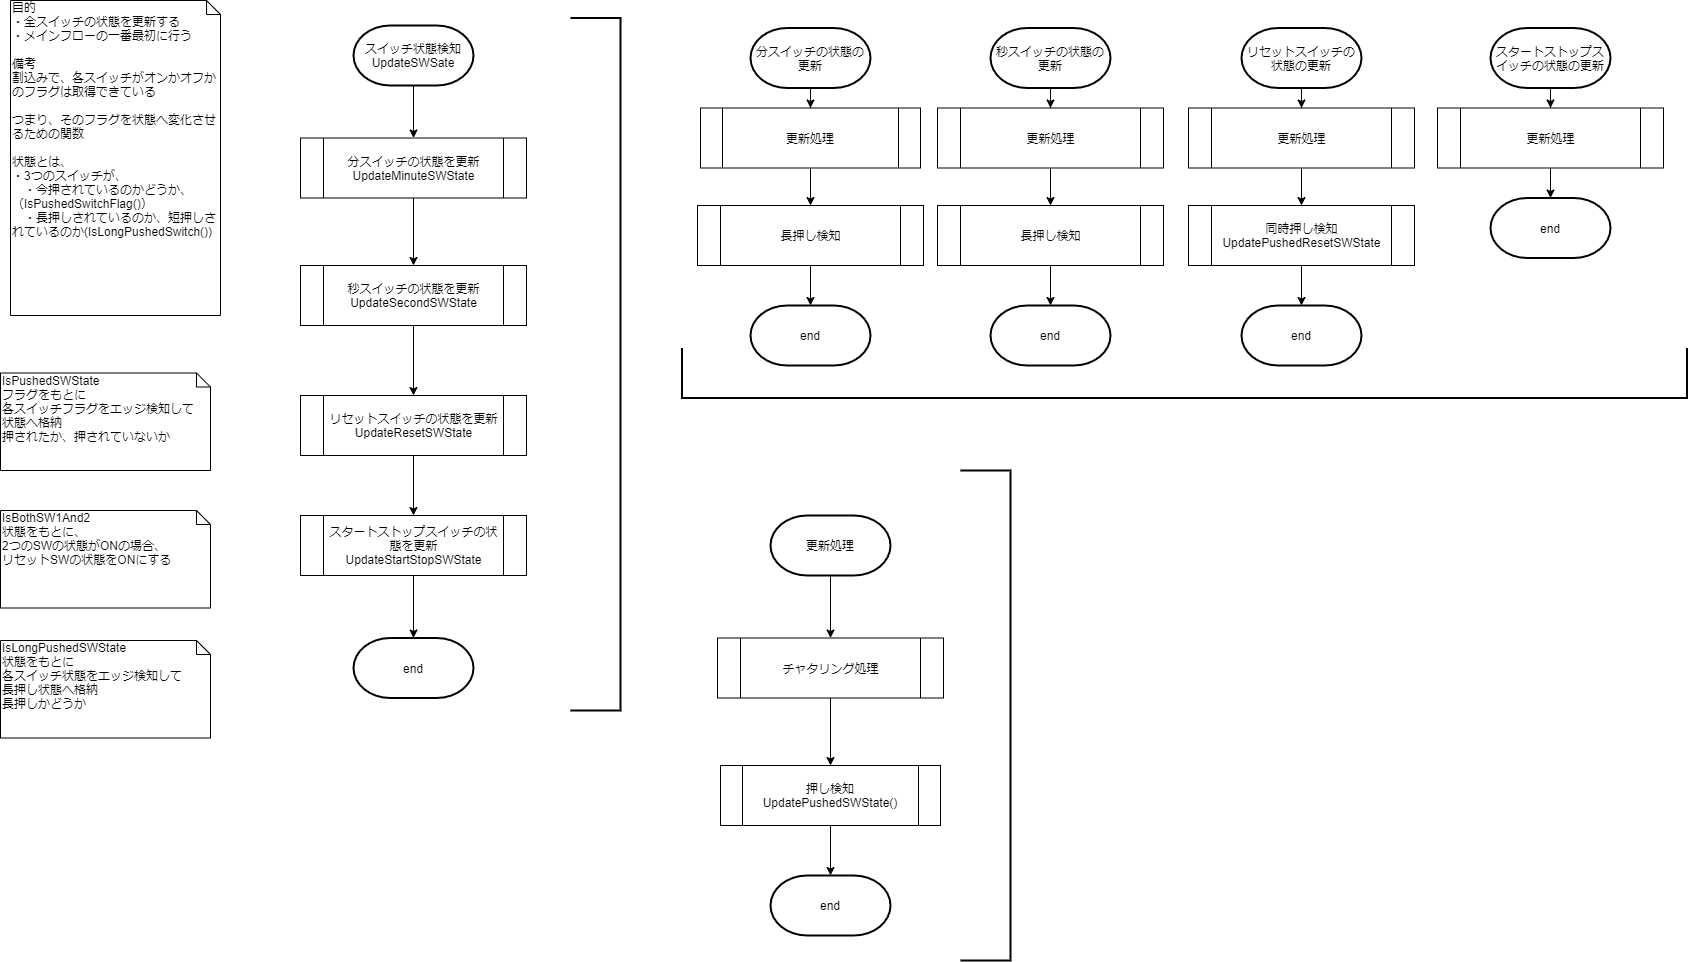 目的
・全スイッチの状態を更新する
・メインフローの一番最初に行う
備考
割込みで、各スイッチがオンかオフか
のフラグは取得できている
つまり、そのフラグを状態へ変化させ
るための関数
状態とは、
・3つのスイッチが、
・今押されているのかどうか、
（IsPushedSwitchFlag()）
・長押しされているのか、短押しさ
れているのか(IsLongPushedSwitch())
IsPushedSWState
フラグをもとに
各スイッチフラグをエッジ検知して
状態へ格納
押されたか、押されていないか
IsBothSW1And2
状態をもとに、
2つのSWの状態がONの場合、
リセットSWの状態をONにする
IsLongPushedSWState
状態をもとに
各スイッチ状態をエッジ検知して
長押し状態へ格納
長押しかどうか
スイッチ状態検知
UpdateSWSate
分スイッチの状態を更新
UpdateMinuteSWState
秒スイッチの状態を更新
UpdateSecondSWState
リセットスイッチの状態を更新
UpdateResetSWState
スタートストップスイッチの状
態を更新
UpdateStartStopSWState
end
分スイッチの状態の
更新
更新処理
長押し検知
end
秒スイッチの状態の
更新
更新処理
長押し検知
end
リセットスイッチの
状態の更新
更新処理
同時押し検知
UpdatePushedResetSWState
end
スタートストップス
イッチの状態の更新
更新処理
end
更新処理
チャタリング処理
押し検知
UpdatePushedSWState()
end